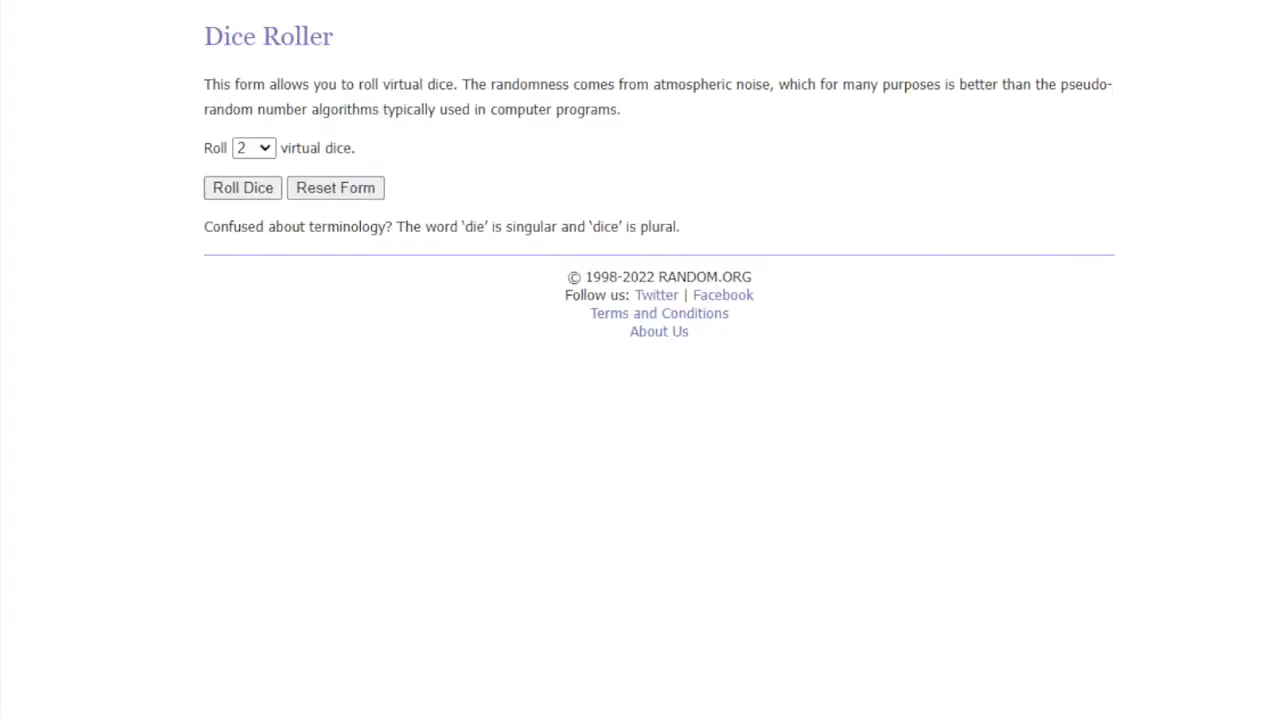 Dice Roller
This form allows you to roll virtual dice. The randomness comes from atmospheric noise, which for many purposes is better than the pseudo-
random number algorithms typically used in computer programs.
Roll 2 virtual dice.
Roll Dice Reset Form
Confused about terminology? The word ‘die’ is singular and ‘dice’ is plural.
© 1998-2022 RANDOM.ORG
Follow us: Twitter | Facebook
Terms and Conditions
About Us